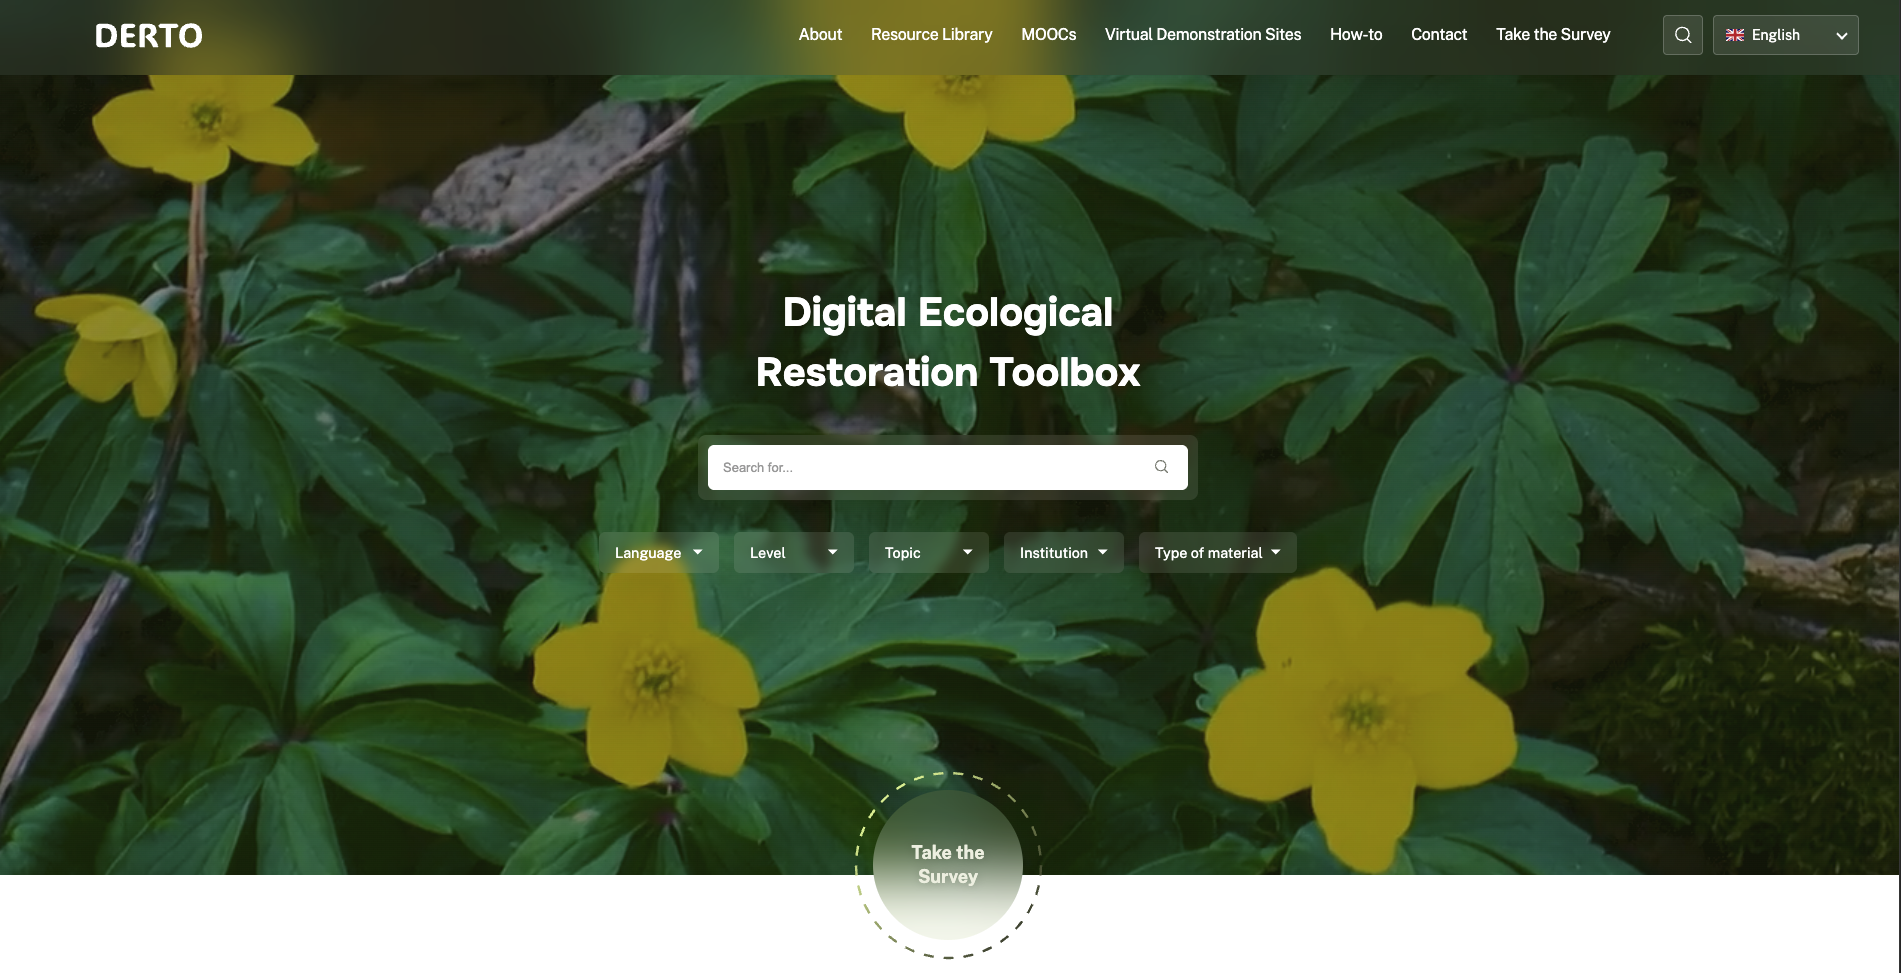 DERTO
About
Resource Library
MOOCs
Virtual Demonstration Sites
How-to
Contact
Take the Survey
English
Digital Ecological
Restoration Toolbox
Search for...
Language
Level
Topic
Institution
Type of material
Take the
Survey